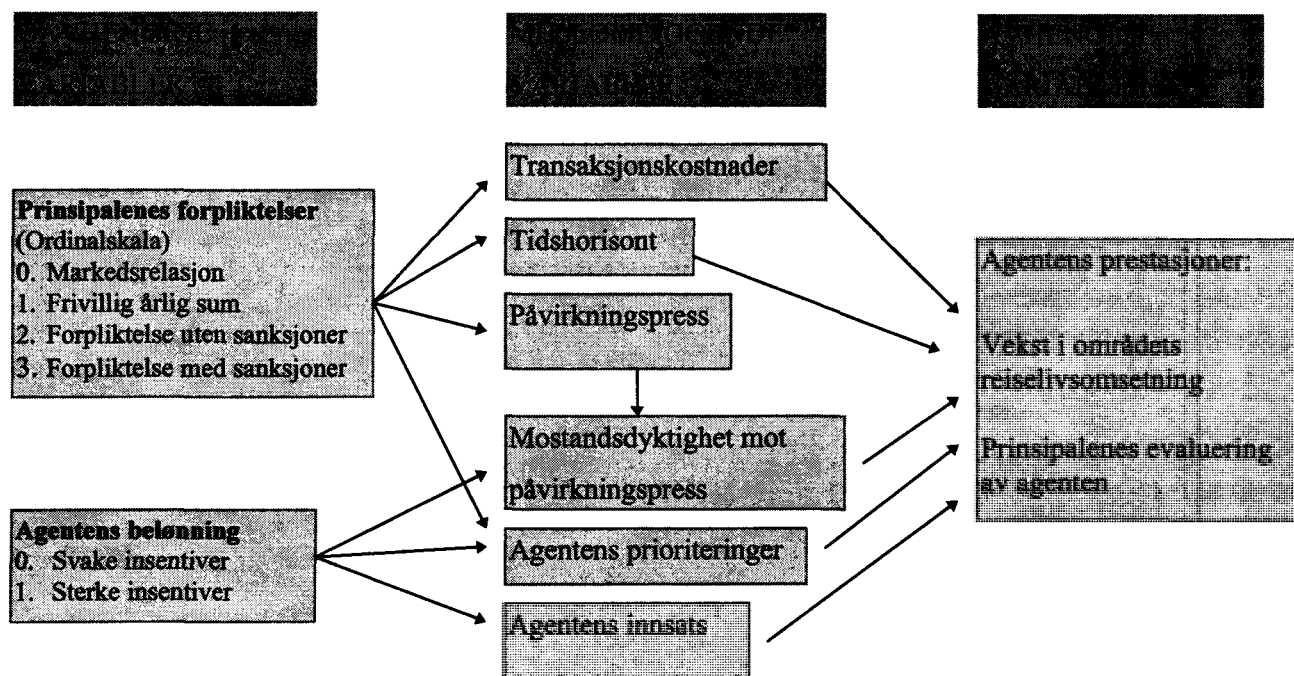 Transaksjonskostnader
Prinsipalenes forpliktelser
(Ordinalskala)
0. Markedsrelasjon
1. Frivillig årlig sum
2. Forpliktelse uten sanksjoner
3. Forpliktelse med sanksjoner
Tidshorisont
Påvirkningspress
Mostandsdyktighet mot
påvirkningspress
Agentens belønning
0. Svake insentiver
1. Sterke insentiver
Agentens prioriteringer
Agentens innsats
Agentens prestasjoner:
Vekst i områdets
reiselivsomsetning
Prinsipalenes evaluering
av agenten